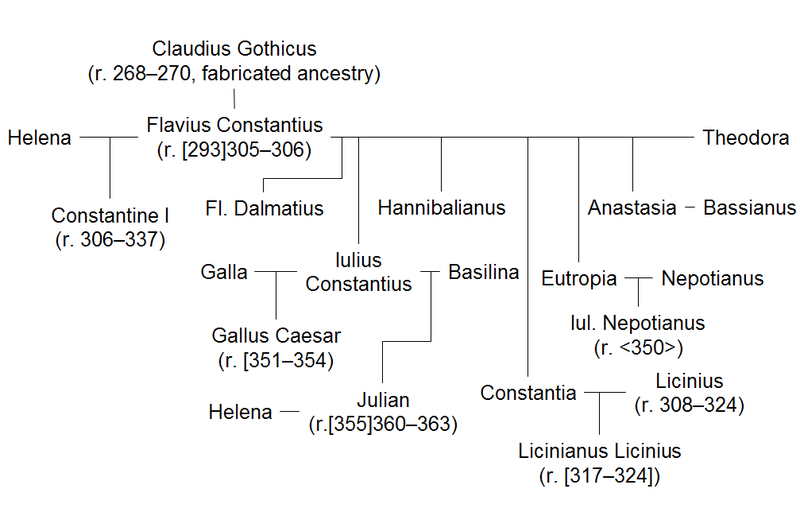 Claudius Gothicus
(r. 268–270, fabricated ancestry)
Helena
Flavius Constantius
(r. [293]305–306)
Theodora
Constantine I
(r. 306–337)
Fl. Dalmatius
Hannibalianus
Anastasia
Bassianus
Galla
Iulius
Constantius
Basilina
Eutropia
Nepotianus
Gallus Caesar
(r. [351–354)
Iul. Nepotianus
(r. <350>)
Helena
Julian
(r.[355]360–363)
Constantia
Licinius
(r. 308–324)
Licinianus Licinius
(r. [317–324])